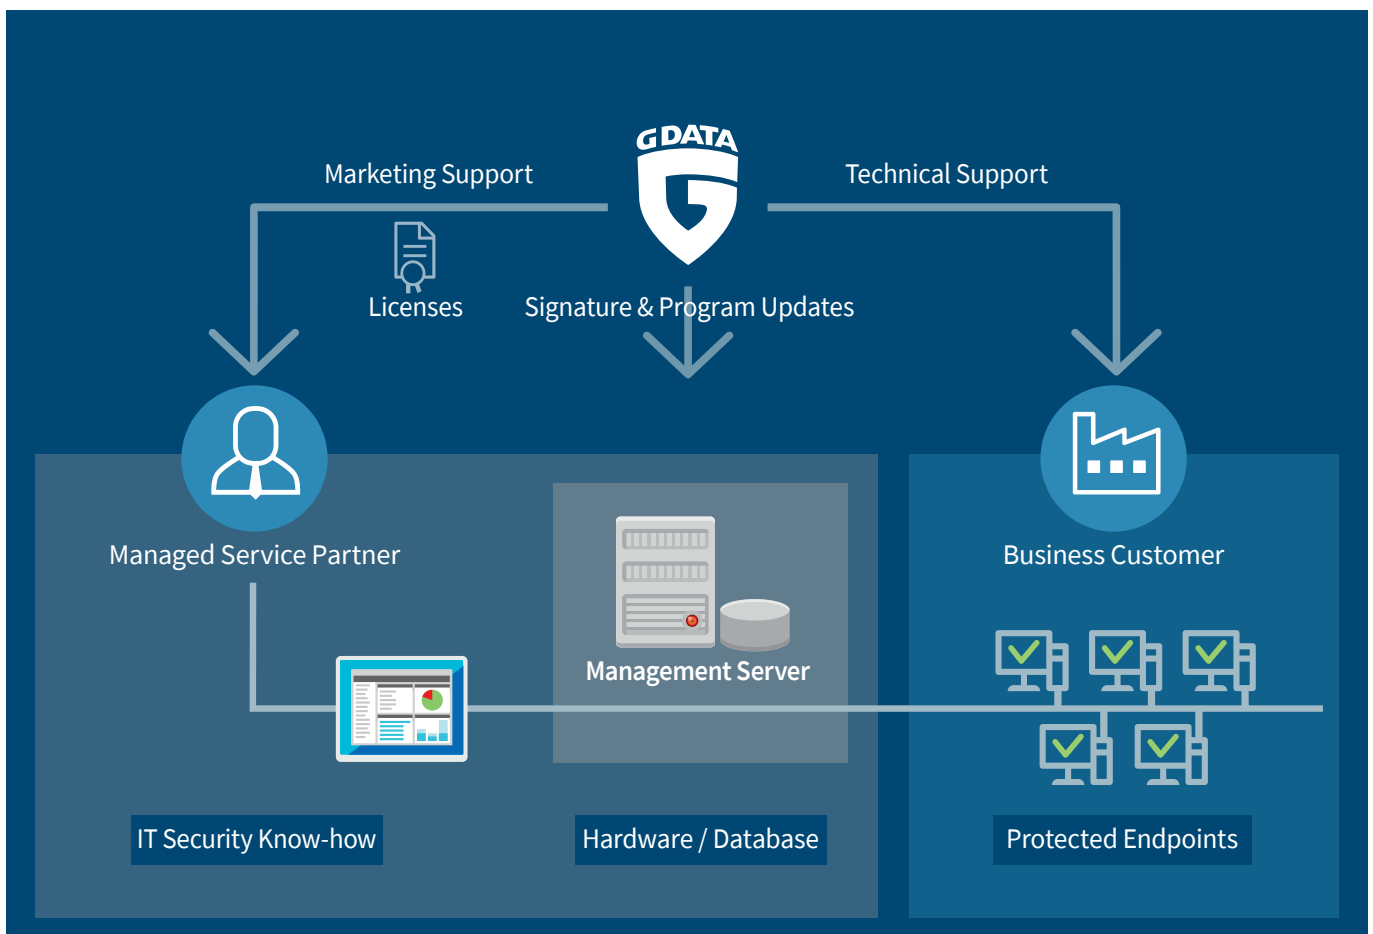 G DATA
Marketing Support
Technical Support
Licenses
Signature & Program Updates
Managed Service Partner
Business Customer
Management Server
IT Security Know-how
Hardware / Database
Protected Endpoints